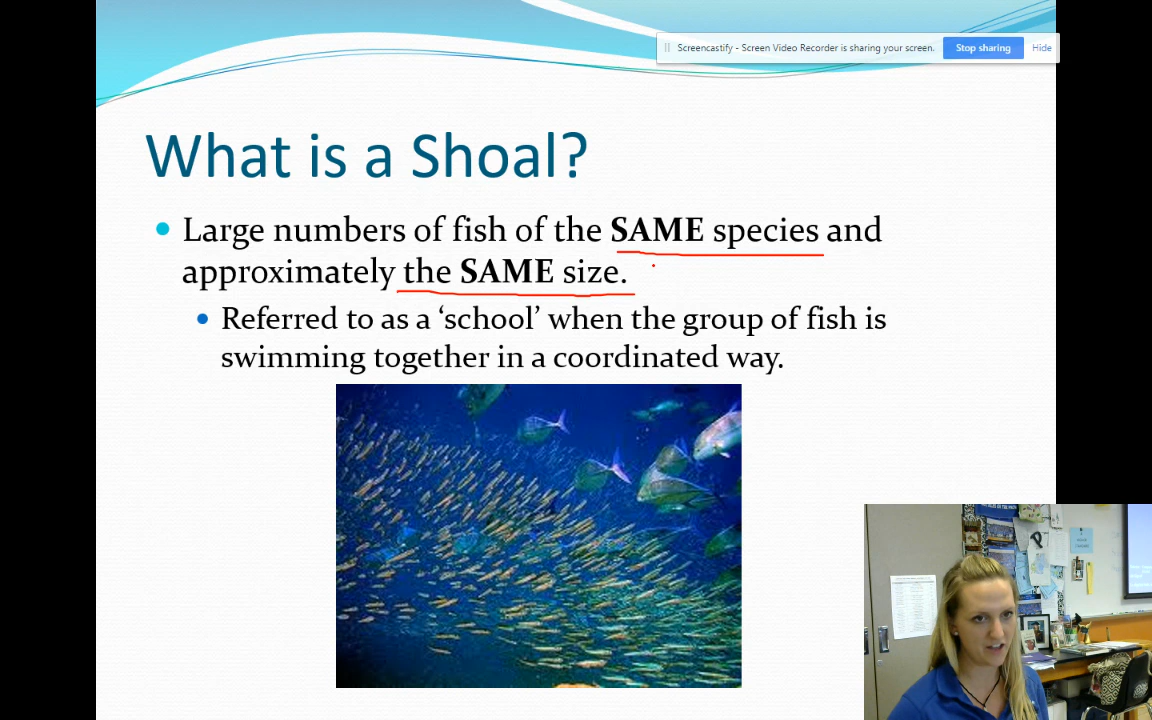 Screencastify - Screen Video Recorder is sharing your screen. Stop sharing Hide
What is a Shoal?
Large numbers of fish of the SAME species and
approximately the SAME size.
Referred to as a ‘school’ when the group of fish is
swimming together in a coordinated way.
P